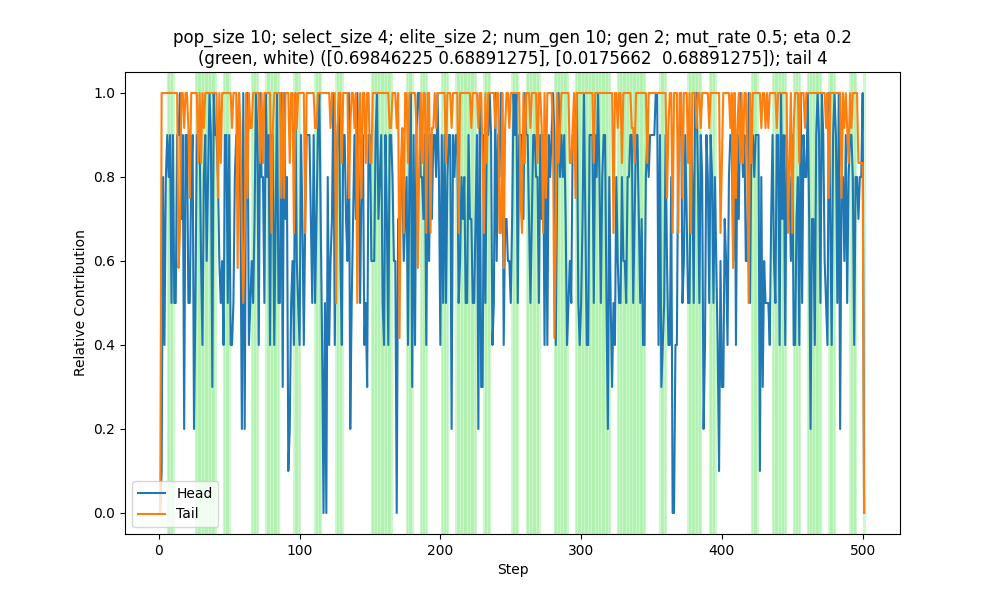 pop_size 10; select_size 4; elite_size 2; num_gen 10; gen 2; mut_rate 0.5; eta 0.2
(green, white) ([0.69846225 0.68891275], [0.0175662  0.68891275]); tail 4
1.0
0.8
0.6
0.4
0.2
0.0
Relative Contribution
Head
Tail
0
100
200
300
400
500
Step